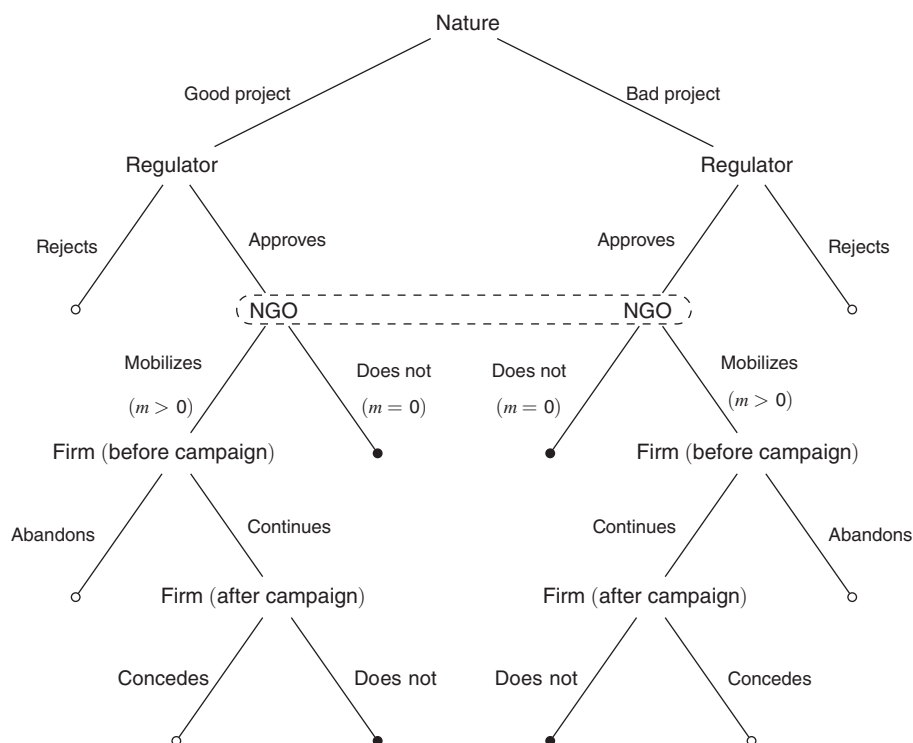 Nature
Good project
Bad project
Regulator
Regulator
Rejects
Approves
Approves
Rejects
NGO
NGO
Mobilizes
(m > 0)
Does not
(m = 0)
Does not
(m = 0)
Mobilizes
(m > 0)
Firm (before campaign)
Firm (before campaign)
Abandons
Continues
Continues
Abandons
Firm (after campaign)
Firm (after campaign)
Concedes
Does not
Does not
Concedes